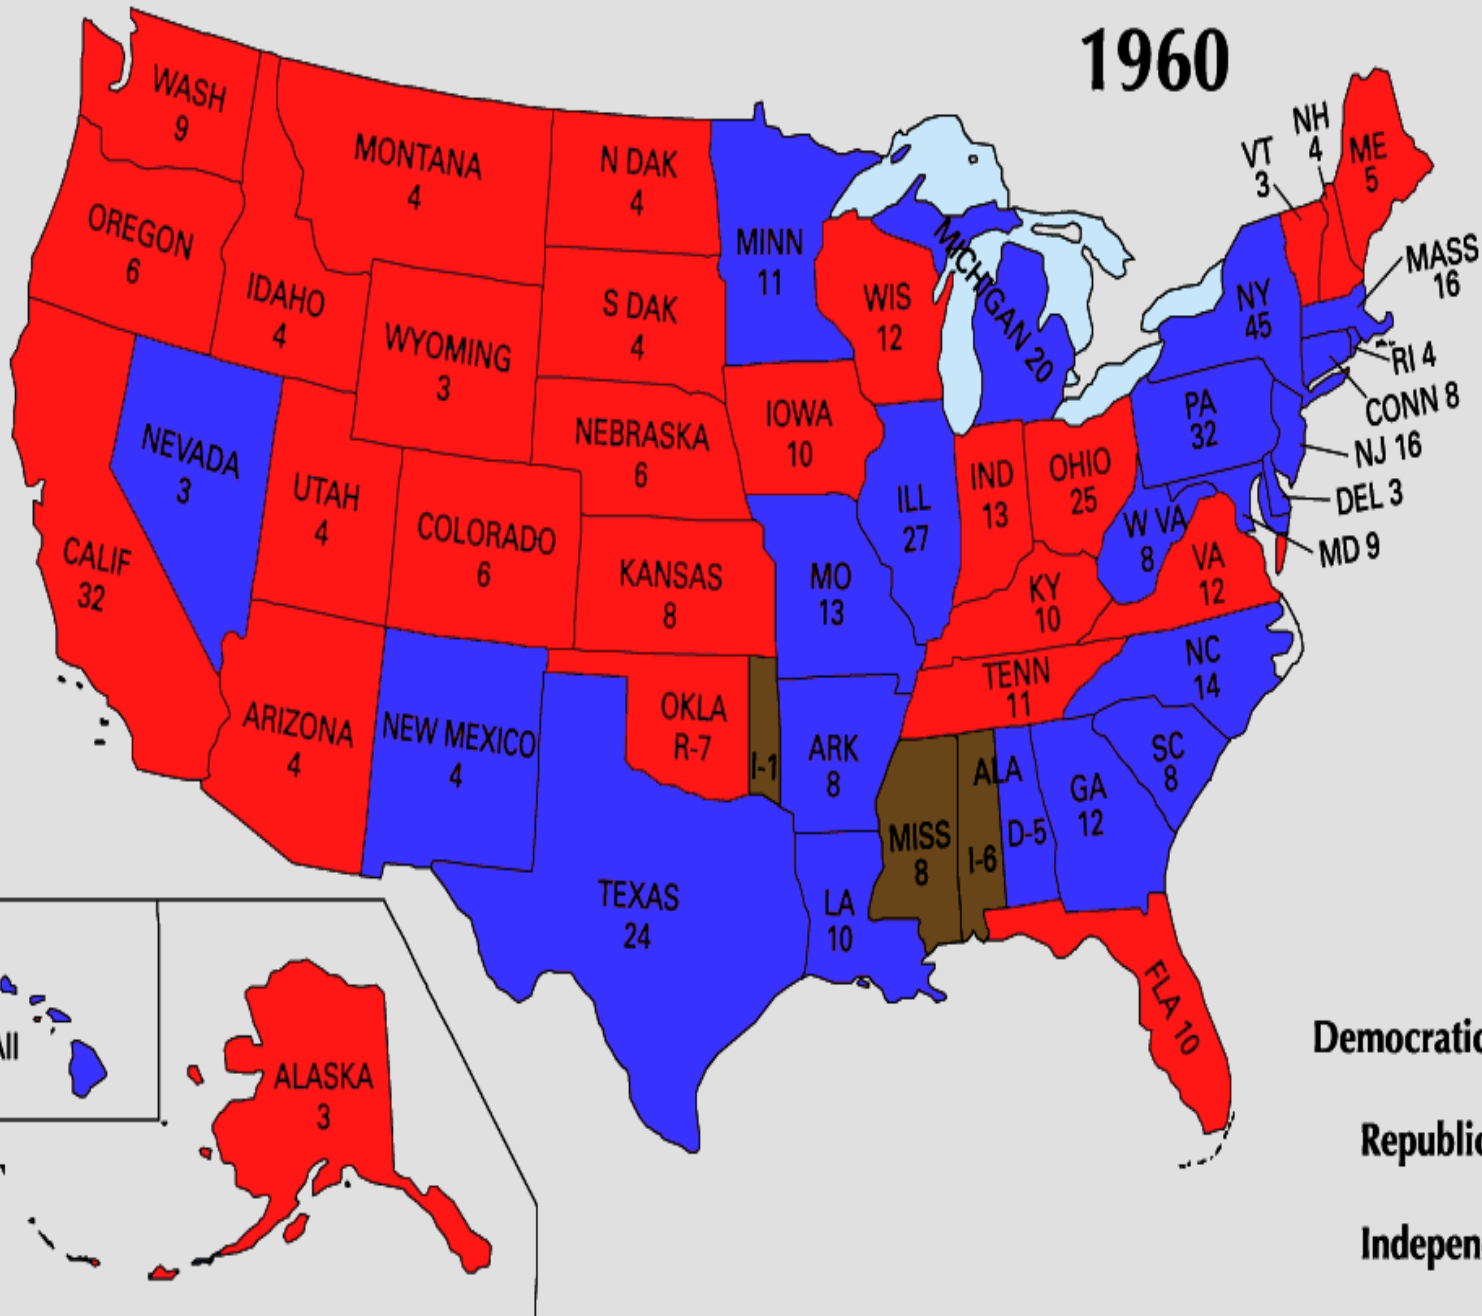 1960
WASH
9
OREGON
6
CALIF
32
NEVADA
3
IDAHO
4
MONTANA
4
WYOMING
3
UTAH
4
ARIZONA
4
COLORADO
6
NEW MEXICO
4
N DAK
4
S DAK
4
NEBRASKA
6
KANSAS
8
OKLA
R-7
I-1
TEXAS
24
MINN
11
IOWA
10
MO
13
ARK
8
LA
10
WIS
12
ILL
27
MICHIGAN 20
IND
13
OHIO
25
KY
10
TENN
11
MISS
8
ALA
I-6
D-5
GA
12
FLA 10
SC
8
NC
14
VA
12
W VA
8
PA
32
NY
45
VT
3
NH
4
ME
5
MASS
16
RI 4
CONN 8
NJ 16
DEL 3
MD 9
ALASKA
3
Democratic
Republic
Indepen